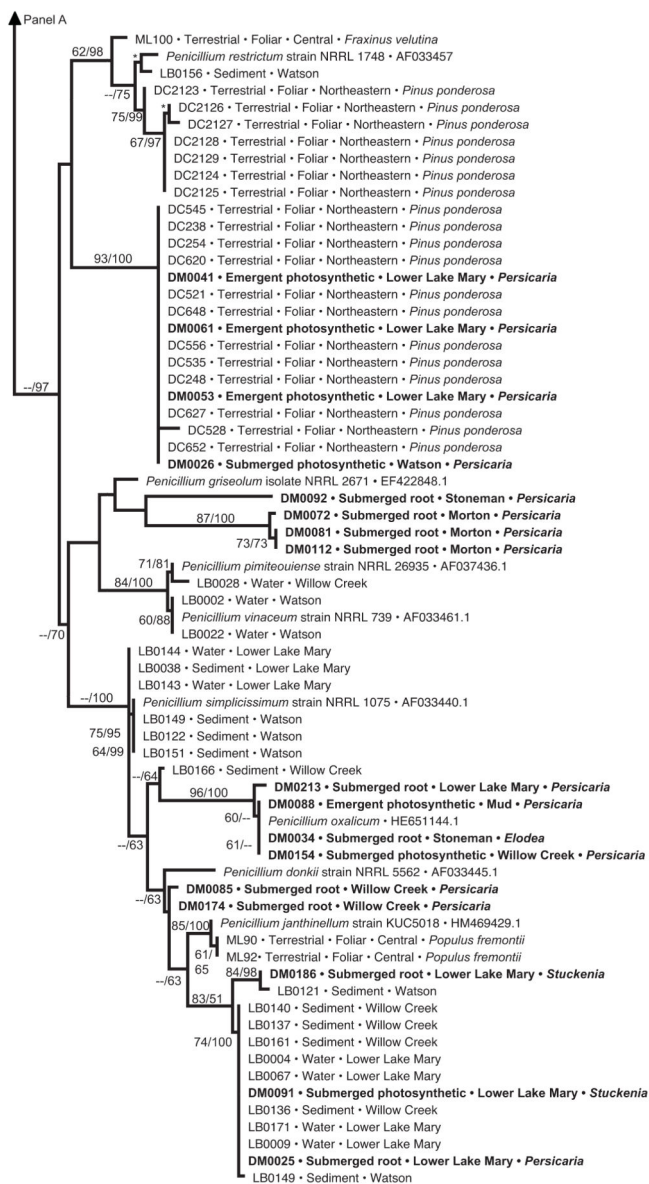 Panel A
ML100 • Terrestrial • Foliar • Central • Fraxinus velutina
62/98
* Penicillium restrictum strain NRRL 1748 • AF033457
LB0156 • Sediment • Watson
--/75
DC2123 • Terrestrial • Foliar • Northeastern • Pinus ponderosa
* DC2126 • Terrestrial • Foliar • Northeastern • Pinus ponderosa
75/99
DC2127 • Terrestrial • Foliar • Northeastern • Pinus ponderosa
67/97
DC2128 • Terrestrial • Foliar • Northeastern • Pinus ponderosa
DC2129 • Terrestrial • Foliar • Northeastern • Pinus ponderosa
DC2124 • Terrestrial • Foliar • Northeastern • Pinus ponderosa
DC2125 • Terrestrial • Foliar • Northeastern • Pinus ponderosa
DC545 • Terrestrial • Foliar • Northeastern • Pinus ponderosa
DC238 • Terrestrial • Foliar • Northeastern • Pinus ponderosa
DC254 • Terrestrial • Foliar • Northeastern • Pinus ponderosa
DC620 • Terrestrial • Foliar • Northeastern • Pinus ponderosa
93/100
DM0041 • Emergent photosynthetic • Lower Lake Mary • Persicaria
DC521 • Terrestrial • Foliar • Northeastern • Pinus ponderosa
DC648 • Terrestrial • Foliar • Northeastern • Pinus ponderosa
DM0061 • Emergent photosynthetic • Lower Lake Mary • Persicaria
DC556 • Terrestrial • Foliar • Northeastern • Pinus ponderosa
DC535 • Terrestrial • Foliar • Northeastern • Pinus ponderosa
DC248 • Terrestrial • Foliar • Northeastern • Pinus ponderosa
--/97
DM0053 • Emergent photosynthetic • Lower Lake Mary • Persicaria
DC627 • Terrestrial • Foliar • Northeastern • Pinus ponderosa
DC528 • Terrestrial • Foliar • Northeastern • Pinus ponderosa
DC652 • Terrestrial • Foliar • Northeastern • Pinus ponderosa
DM0026 • Submerged photosynthetic • Watson • Persicaria
Penicillium griseolum isolate NRRL 2671 • EF422848.1
DM0092 • Submerged root • Stoneman • Persicaria
87/100
DM0072 • Submerged root • Morton • Persicaria
DM0081 • Submerged root • Morton • Persicaria
73/73
DM0112 • Submerged root • Morton • Persicaria
71/81
Penicillium pimiteouiense strain NRRL 26935 • AF037436.1
84/100
LB0028 • Water • Willow Creek
LB0002 • Water • Watson
60/88
Penicillium vinaceum strain NRRL 739 • AF033461.1
LB0022 • Water • Watson
--/70
LB0144 • Water • Lower Lake Mary
LB0038 • Sediment • Lower Lake Mary
LB0143 • Water • Lower Lake Mary
--/100
Penicillium simplicissimum strain NRRL 1075 • AF033440.1
LB0149 • Sediment • Watson
75/95
LB0122 • Sediment • Watson
64/99
LB0151 • Sediment • Watson
--/64
LB0166 • Sediment • Willow Creek
DM0213 • Submerged root • Lower Lake Mary • Persicaria
96/100
DM0088 • Emergent photosynthetic • Mud • Persicaria
60/--
Penicillium oxalicum • HE651144.1
DM0034 • Submerged root • Stoneman • Elodea
--/63
61/--
DM0154 • Submerged photosynthetic • Willow Creek • Persicaria
Penicillium donkii strain NRRL 5562 • AF033445.1
DM0085 • Submerged root • Willow Creek • Persicaria
--/63
DM0174 • Submerged root • Willow Creek • Persicaria
85/100
Penicillium janthinellum strain KUC5018 • HM469429.1
ML90 • Terrestrial • Foliar • Central • Populus fremontii
61/
65
ML92 • Terrestrial • Foliar • Central • Populus fremontii
84/98
DM0186 • Submerged root • Lower Lake Mary • Stuckenia
--/63
LB0121 • Sediment • Watson
83/51
LB0140 • Sediment • Willow Creek
LB0137 • Sediment • Willow Creek
74/100
LB0161 • Sediment • Willow Creek
LB0004 • Water • Lower Lake Mary
LB0067 • Water • Lower Lake Mary
DM0091 • Submerged photosynthetic • Lower Lake Mary • Stuckenia
LB0136 • Sediment • Willow Creek
LB0171 • Water • Lower Lake Mary
LB0009 • Water • Lower Lake Mary
DM0025 • Submerged root • Lower Lake Mary • Persicaria
LB0149 • Sediment • Watson